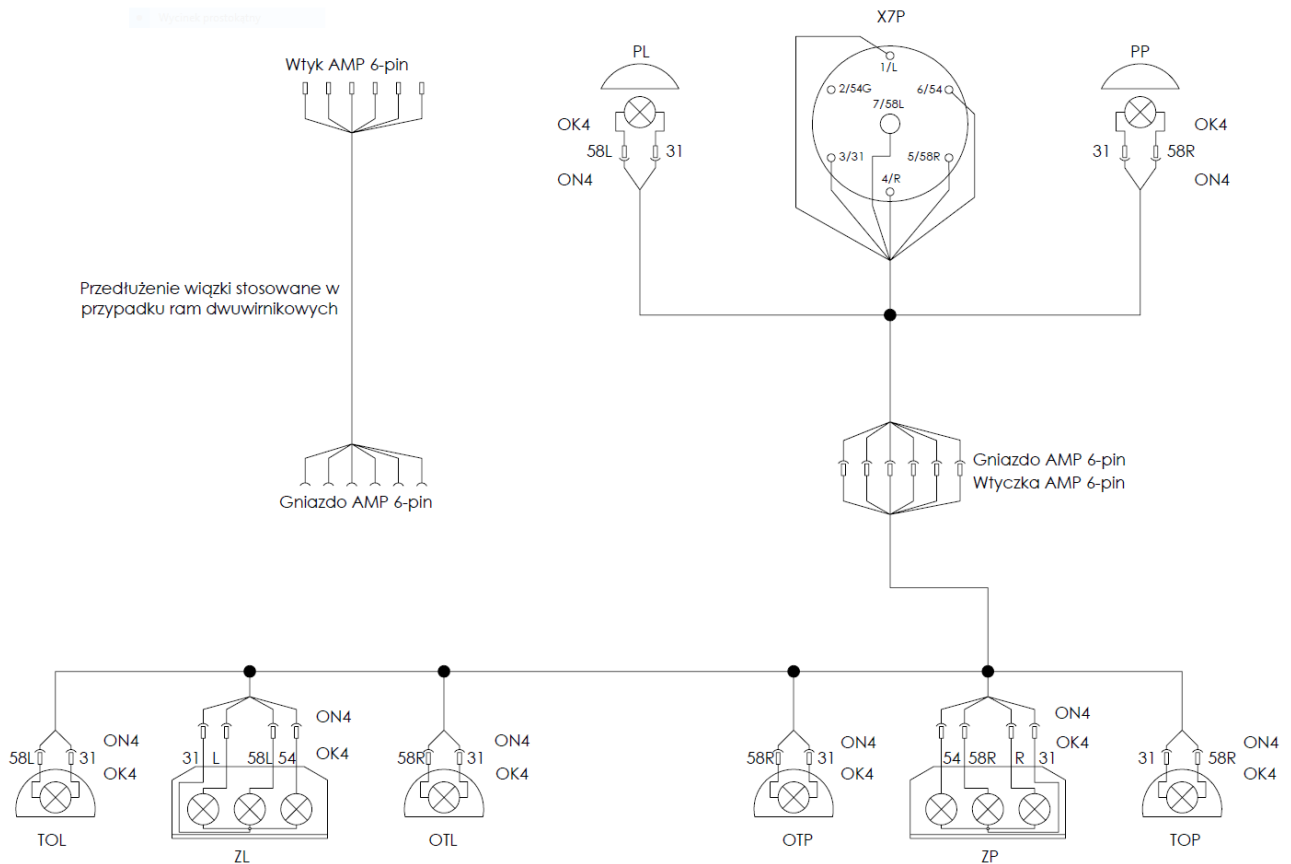 Wycinek prostokątny
X7P
Wtyk AMP 6-pin
PL
PP
1/L
2/54G
6/54
7/58L
3/31
5/58R
4/R
OK4
58L
31
ON4
OK4
31
58R
ON4
Przedłużenie wiązki stosowane w
przypadku ram dwuwirnikowych
Gniazdo AMP 6-pin
Gniazdo AMP 6-pin
Wtyczka AMP 6-pin
58L
31
ON4
OK4
TOL
ON4
OK4
31
L
58L
54
ZL
58R
31
ON4
OK4
OTL
58R
31
ON4
OK4
OTP
ON4
OK4
54
58R
R
31
ZP
31
58R
ON4
OK4
TOP